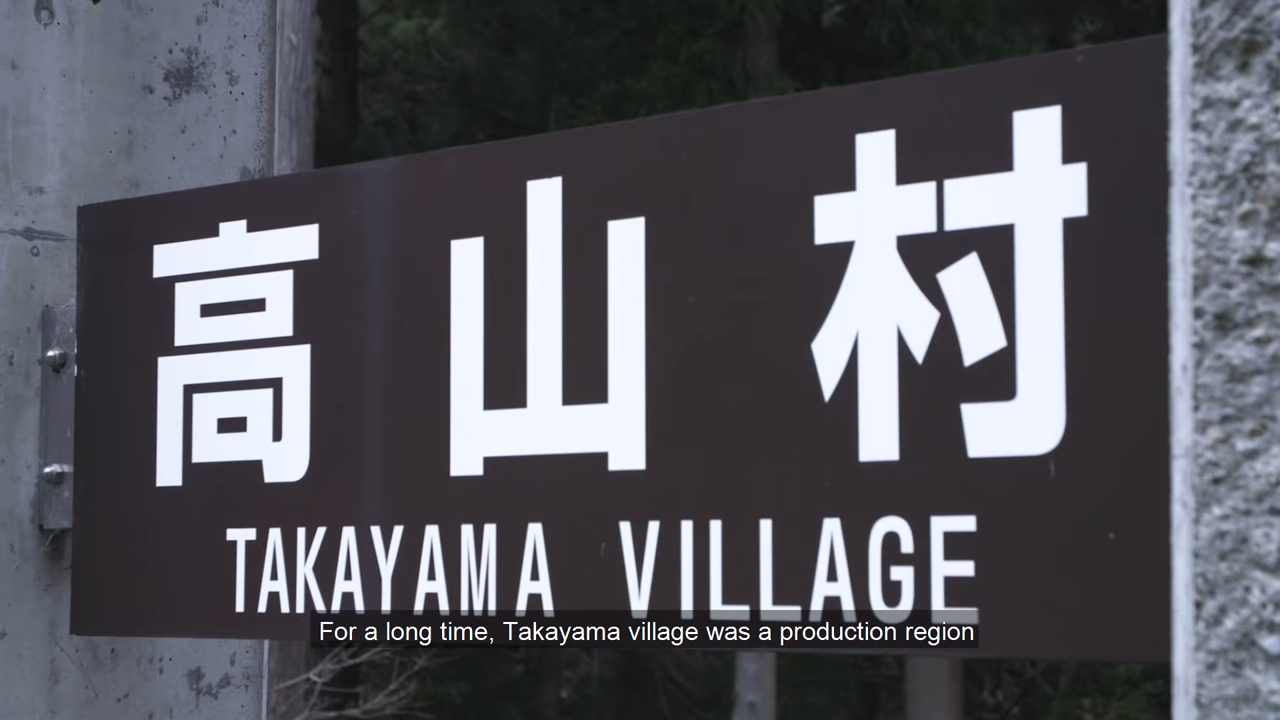 高山村
TAKAYAMA VILLAGE
For a long time, Takayama village was a production region